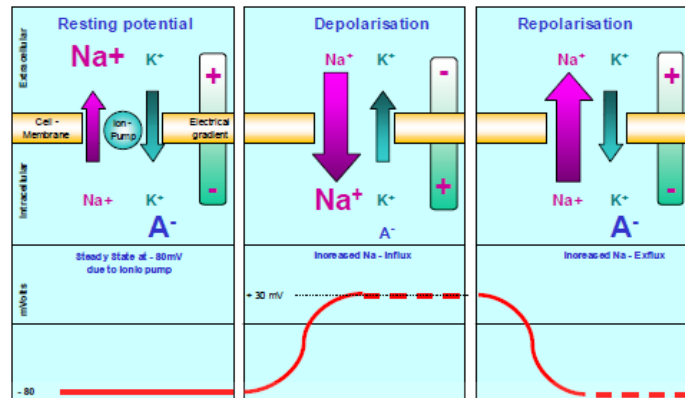 Resting potential
Depolarisation
Repolarisation
Extracellular
Na+
K⁺
+
Na⁺
K⁺
-
Na⁺
K⁺
+
Cell -
Membrane
Ion -
Pump
Electrical
gradient
Intracellular
Na+
K⁺
-
A⁻
Na⁺
K⁺
+
A⁻
Na+
K⁺
-
Steady State at - 80mV
due to ionic pump
Increased Na - Influx
Increased Na - Exflux
mVolts
+ 30 mV
- 80